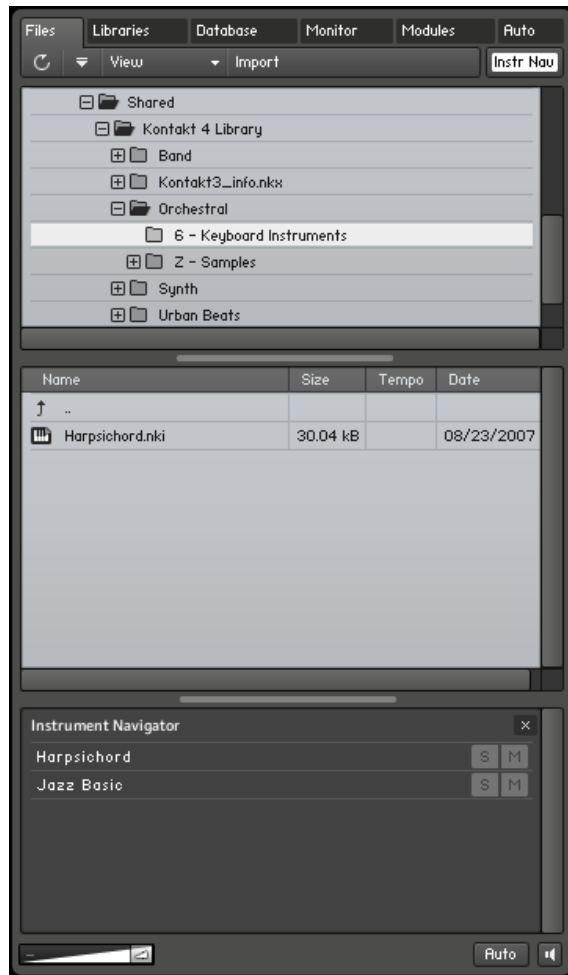 Files Libraries Database Monitor Modules Auto
View Import Instr Nav
Shared
Kontakt 4 Library
Band
Kontakt3_info.nkx
Orchestral
6 - Keyboard Instruments
Z - Samples
Synth
Urban Beats
Name Size Tempo Date
..
Harpsichord.nki 30.04 kB 08/23/2007
Instrument Navigator ×
Harpsichord S M
Jazz Basic S M
Auto